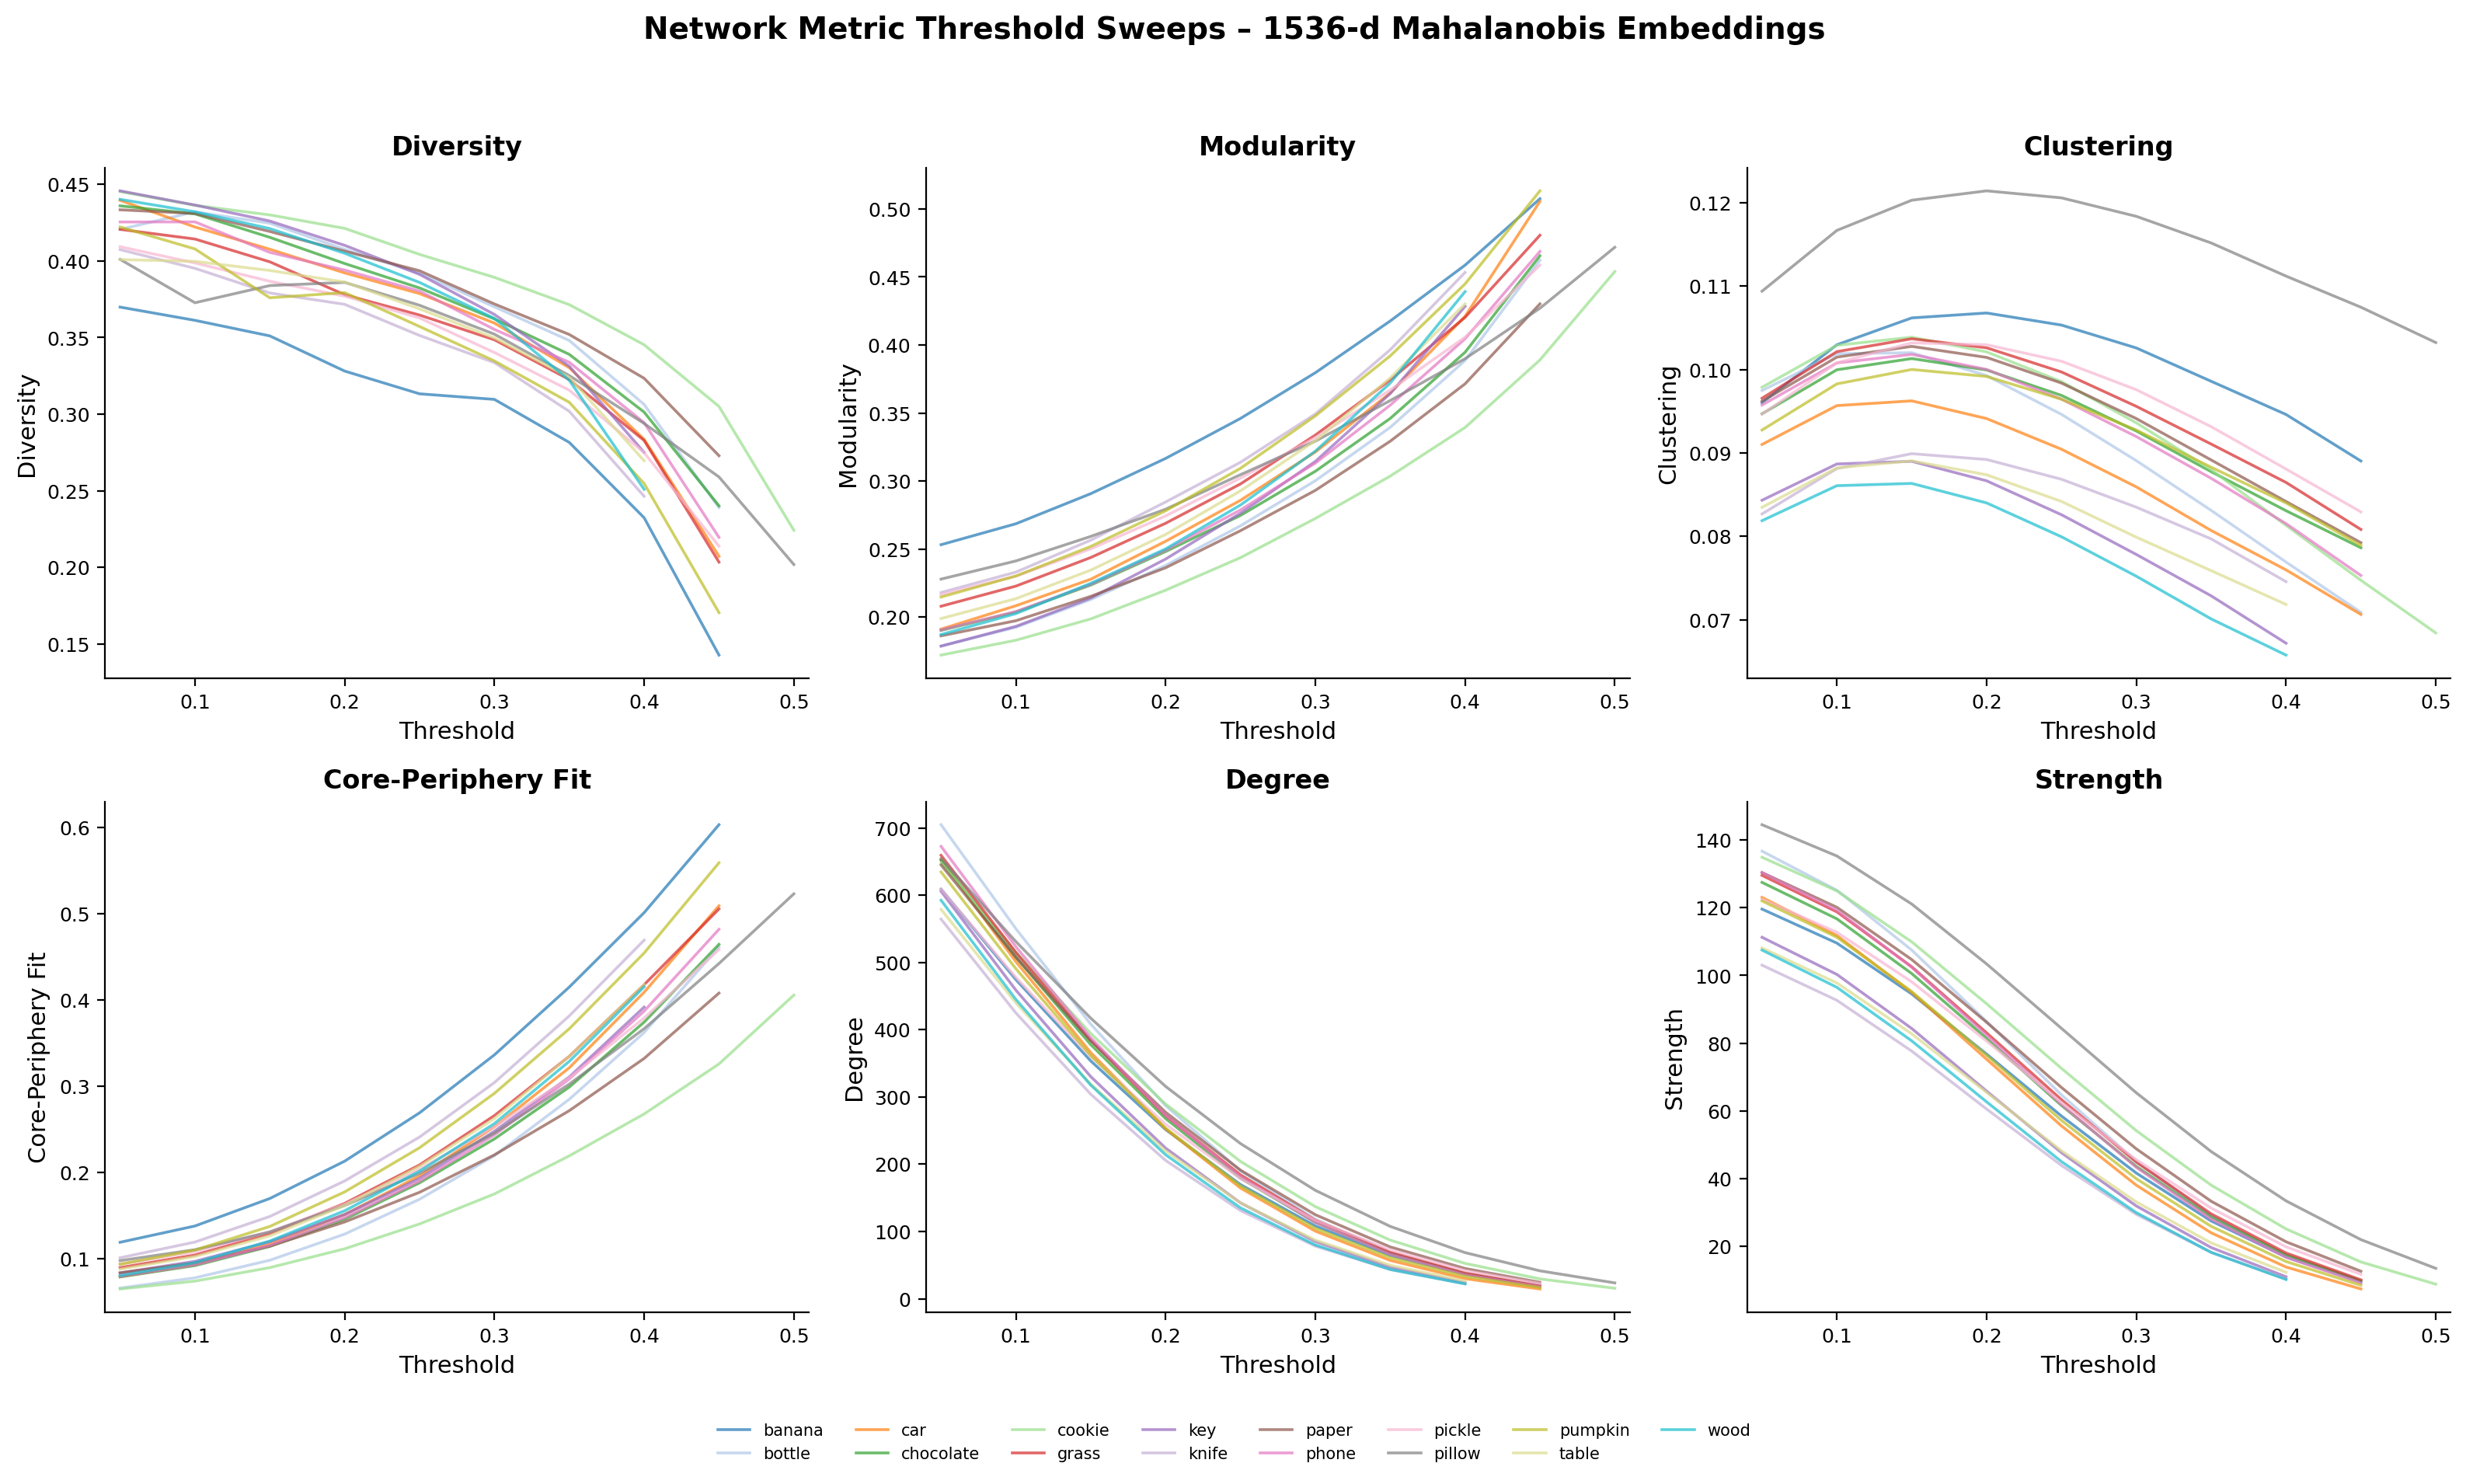 Network Metric Threshold Sweeps – 1536-d Mahalanobis Embeddings
Diversity
Diversity
0.45
0.40
0.35
0.30
0.25
0.20
0.15
0.1 0.2 0.3 0.4 0.5
Threshold
Modularity
Modularity
0.50
0.45
0.40
0.35
0.30
0.25
0.20
0.1 0.2 0.3 0.4 0.5
Threshold
Clustering
Clustering
0.12
0.11
0.10
0.09
0.08
0.07
0.1 0.2 0.3 0.4 0.5
Threshold
Core-Periphery Fit
Core-Periphery Fit
0.6
0.5
0.4
0.3
0.2
0.1
0.1 0.2 0.3 0.4 0.5
Threshold
Degree
Degree
700
600
500
400
300
200
100
0
0.1 0.2 0.3 0.4 0.5
Threshold
Strength
Strength
140
120
100
80
60
40
20
0.1 0.2 0.3 0.4 0.5
Threshold
banana car cookie key paper pickle pumpkin wood
bottle chocolate grass knife phone pillow table